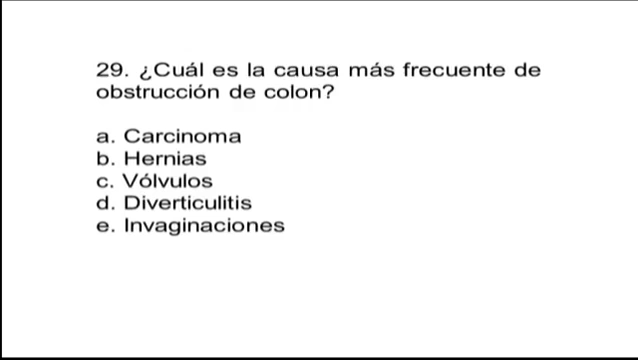 29. ¿Cuál es la causa más frecuente de
obstrucción de colon?
a. Carcinoma
b. Hernias
c. Vólvulos
d. Diverticulitis
e. Invaginaciones